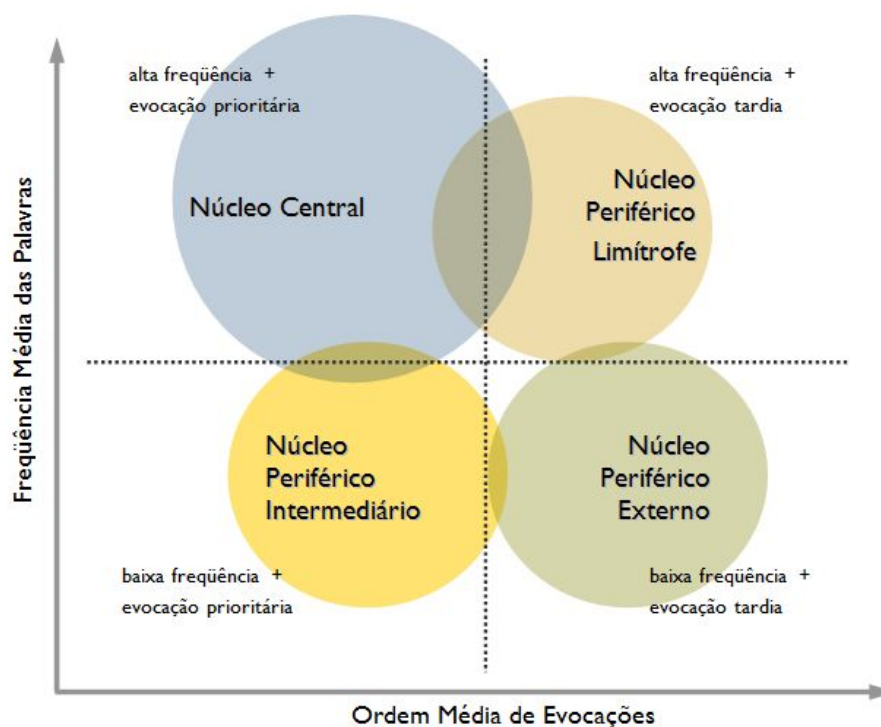 alta freqüência +
evocação prioritária
alta freqüência +
evocação tardia
Núcleo Central
Núcleo
Periférico
Limítrofe
Freqüência Média das Palavras
Núcleo
Periférico
Intermediário
Núcleo
Periférico
Externo
baixa freqüência +
evocação prioritária
baixa freqüência +
evocação tardia
Ordem Média de Evocações